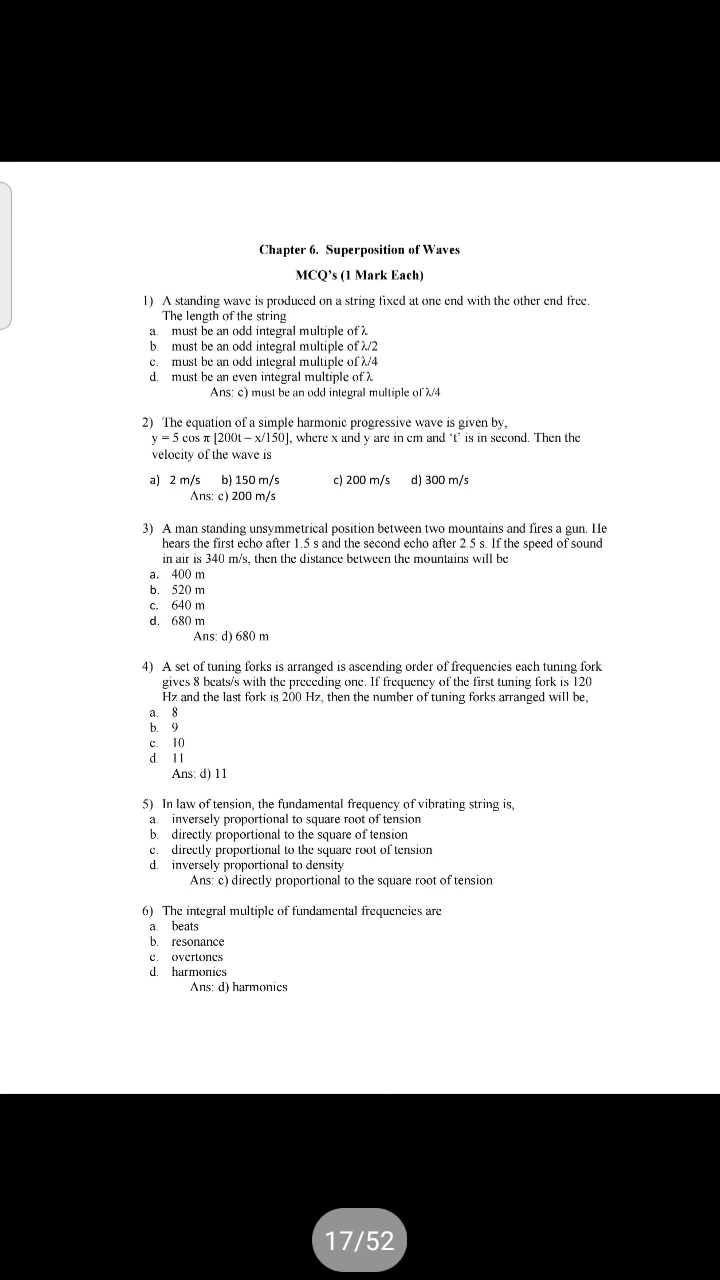 Chapter 6. Superposition of Waves
MCQ's (1 Mark Each)
1) A standing wave is produced on a string fixed at one end with the other end free.
The length of the string
a. must be an odd integral multiple of λ
b. must be an odd integral multiple of λ/2
c. must be an odd integral multiple of λ/4
d. must be an even integral multiple of λ
Ans: c) must be an odd integral multiple of λ/4
2) The equation of a simple harmonic progressive wave is given by,
y = 5 cos π [200t – x/150], where x and y are in cm and ‘t’ is in second. Then the
velocity of the wave is
a) 2 m/s b) 150 m/s c) 200 m/s d) 300 m/s
Ans: c) 200 m/s
3) A man standing unsymmetrical position between two mountains and fires a gun. He
hears the first echo after 1.5 s and the second echo after 2.5 s. If the speed of sound
in air is 340 m/s, then the distance between the mountains will be
a. 400 m
b. 520 m
c. 640 m
d. 680 m
Ans: d) 680 m
4) A set of tuning forks is arranged is ascending order of frequencies each tuning fork
gives 8 beats/s with the preceding one. If frequency of the first tuning fork is 120
Hz and the last fork is 200 Hz, then the number of tuning forks arranged will be,
a. 8
b. 9
c. 10
d. 11
Ans: d) 11
5) In law of tension, the fundamental frequency of vibrating string is,
a. inversely proportional to square root of tension
b. directly proportional to the square of tension
c. directly proportional to the square root of tension
d. inversely proportional to density
Ans: c) directly proportional to the square root of tension
6) The integral multiple of fundamental frequencies are
a. beats
b. resonance
c. overtones
d. harmonics
Ans: d) harmonics
17/52